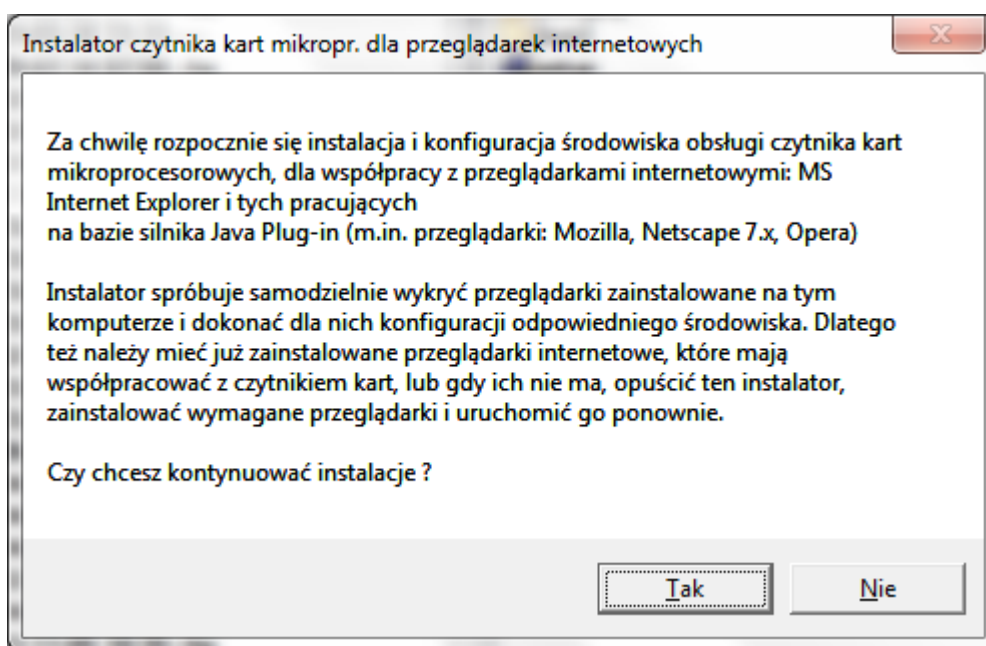 Instalator czytnika kart mikropr. dla przeglądarek internetowych
Za chwilę rozpocznie się instalacja i konfiguracja środowiska obsługi czytnika kart
mikroprocesorowych, dla współpracy z przeglądarkami internetowymi: MS
Internet Explorer i tych pracujących
na bazie silnika Java Plug-in (m.in. przeglądarki: Mozilla, Netscape 7.x, Opera)
Instalator spróbuje samodzielnie wykryć przeglądarki zainstalowane na tym
komputerze i dokonać dla nich konfiguracji odpowiedniego środowiska. Dlatego
też należy mieć już zainstalowane przeglądarki internetowe, które mają
współpracować z czytnikiem kart, lub gdy ich nie ma, opuścić ten instalator,
zainstalować wymagane przeglądarki i uruchomić go ponownie.
Czy chcesz kontynuować instalacje ?
Tak Nie